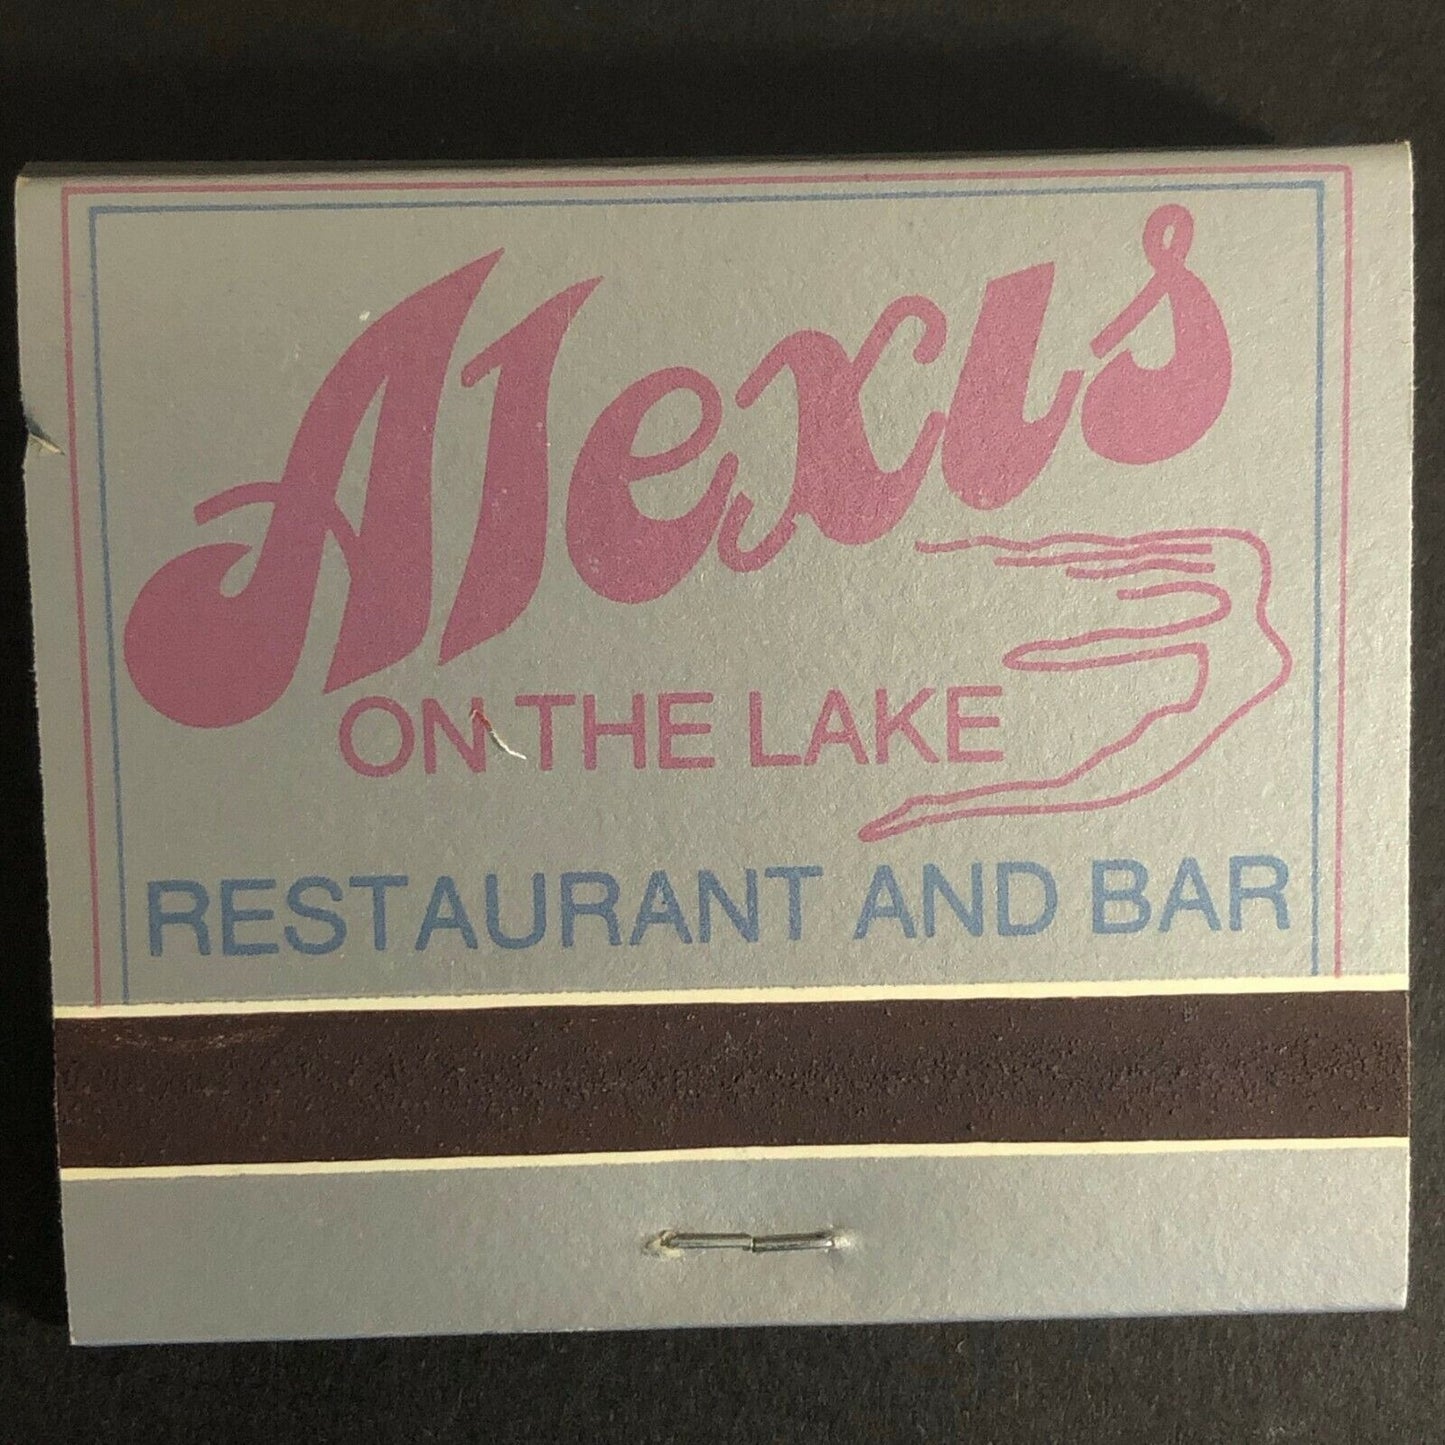 Alexis
ON THE LAKE
RESTAURANT AND BAR